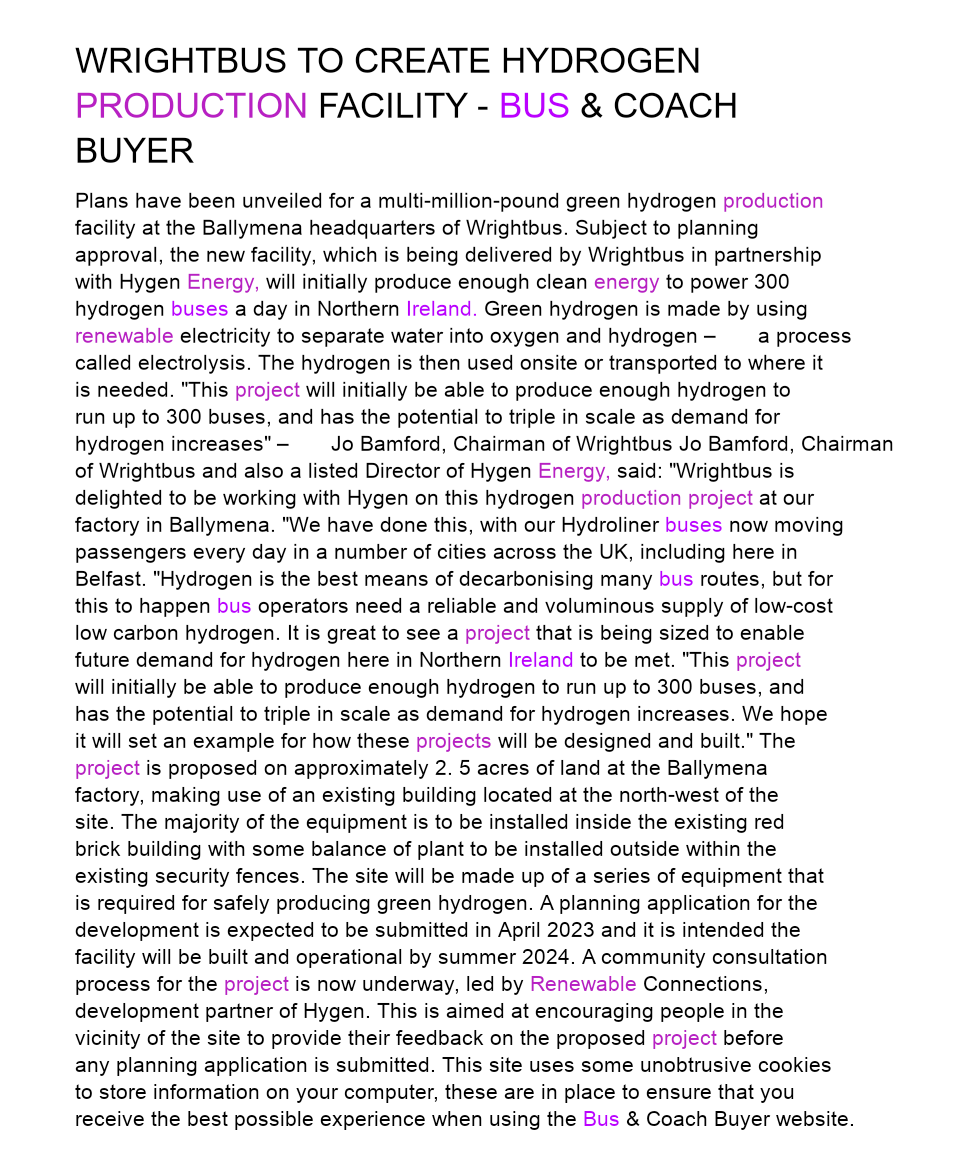 WRIGHTBUS TO CREATE HYDROGEN
PRODUCTION FACILITY - BUS & COACH
BUYER
Plans have been unveiled for a multi-million-pound green hydrogen production
facility at the Ballymena headquarters of Wrightbus. Subject to planning
approval, the new facility, which is being delivered by Wrightbus in partnership
with Hygen Energy, will initially produce enough clean energy to power 300
hydrogen buses a day in Northern Ireland. Green hydrogen is made by using
renewable electricity to separate water into oxygen and hydrogen – a process
called electrolysis. The hydrogen is then used onsite or transported to where it
is needed. "This project will initially be able to produce enough hydrogen to
run up to 300 buses, and has the potential to triple in scale as demand for
hydrogen increases" – Jo Bamford, Chairman of Wrightbus Jo Bamford, Chairman
of Wrightbus and also a listed Director of Hygen Energy, said: "Wrightbus is
delighted to be working with Hygen on this hydrogen production project at our
factory in Ballymena. "We have done this, with our Hydroliner buses now moving
passengers every day in a number of cities across the UK, including here in
Belfast. "Hydrogen is the best means of decarbonising many bus routes, but for
this to happen bus operators need a reliable and voluminous supply of low-cost
low carbon hydrogen. It is great to see a project that is being sized to enable
future demand for hydrogen here in Northern Ireland to be met. "This project
will initially be able to produce enough hydrogen to run up to 300 buses, and
has the potential to triple in scale as demand for hydrogen increases. We hope
it will set an example for how these projects will be designed and built." The
project is proposed on approximately 2. 5 acres of land at the Ballymena
factory, making use of an existing building located at the north-west of the
site. The majority of the equipment is to be installed inside the existing red
brick building with some balance of plant to be installed outside within the
existing security fences. The site will be made up of a series of equipment that
is required for safely producing green hydrogen. A planning application for the
development is expected to be submitted in April 2023 and it is intended the
facility will be built and operational by summer 2024. A community consultation
process for the project is now underway, led by Renewable Connections,
development partner of Hygen. This is aimed at encouraging people in the
vicinity of the site to provide their feedback on the proposed project before
any planning application is submitted. This site uses some unobtrusive cookies
to store information on your computer, these are in place to ensure that you
receive the best possible experience when using the Bus & Coach Buyer website.